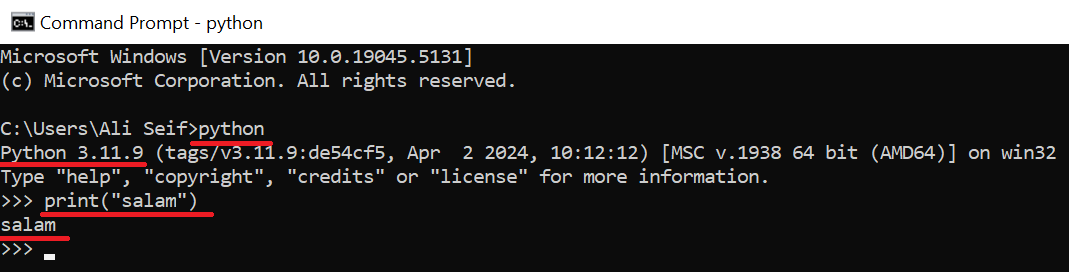 Command Prompt - python
Microsoft Windows [Version 10.0.19045.5131]
(c) Microsoft Corporation. All rights reserved.
C:\Users\Ali Seif>python
Python 3.11.9 (tags/v3.11.9:de54cf5, Apr  2 2024, 10:12:12) [MSC v.1938 64 bit (AMD64)] on win32
Type "help", "copyright", "credits" or "license" for more information.
>>> print("salam")
salam
>>>